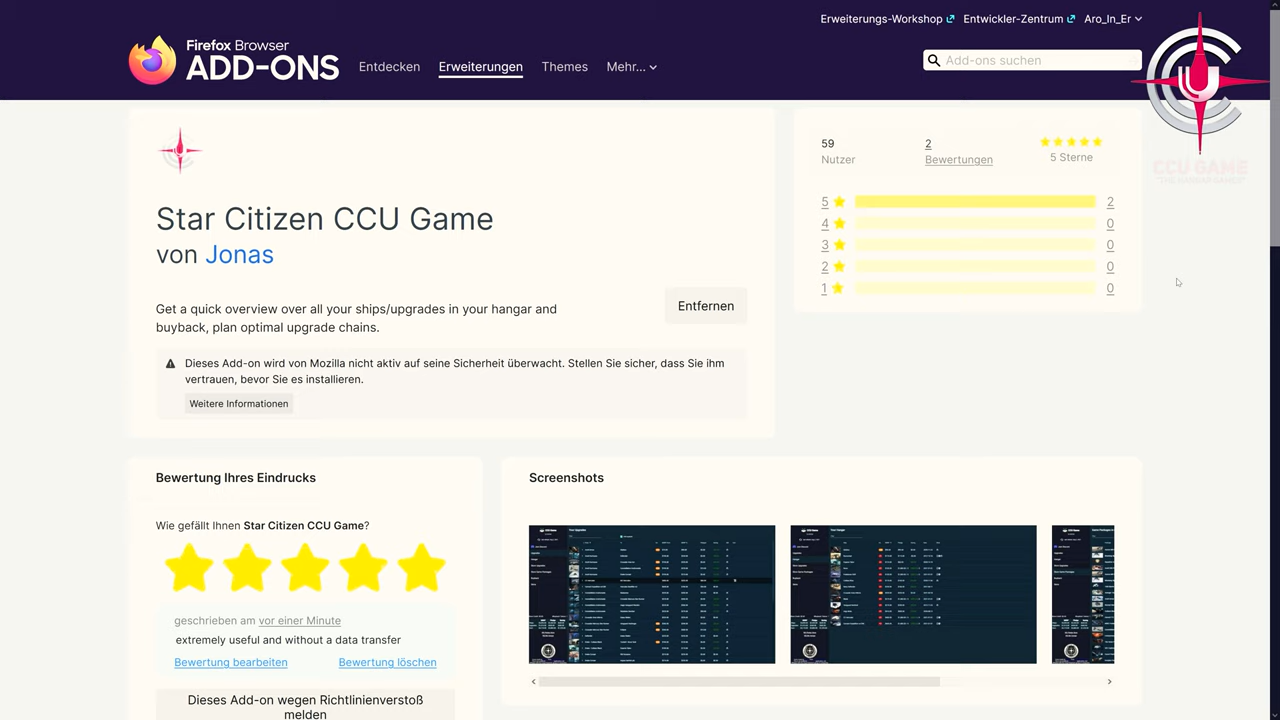 Erweiterungs-Workshop Entwickler-Zentrum Aro_In_Er
Firefox Browser
ADD-ONS
Entdecken Erweiterungen Themes Mehr...
Add-ons suchen
CCU GAME
59
Nutzer
2
Bewertungen
5 Sterne
5 2
4 0
3 0
2 0
1 0
Star Citizen CCU Game
von Jonas
Get a quick overview over all your ships/upgrades in your hangar and
buyback, plan optimal upgrade chains.
Entfernen
Dieses Add-on wird von Mozilla nicht aktiv auf seine Sicherheit überwacht. Stellen Sie sicher, dass Sie ihm
vertrauen, bevor Sie es installieren.
Weitere Informationen
Bewertung Ihres Eindrucks
Wie gefällt Ihnen Star Citizen CCU Game?
geschrieben am vor einer Minute
extremely useful and without data transfer
Bewertung bearbeiten Bewertung löschen
Dieses Add-on wegen Richtlinienverstoß
melden
Screenshots